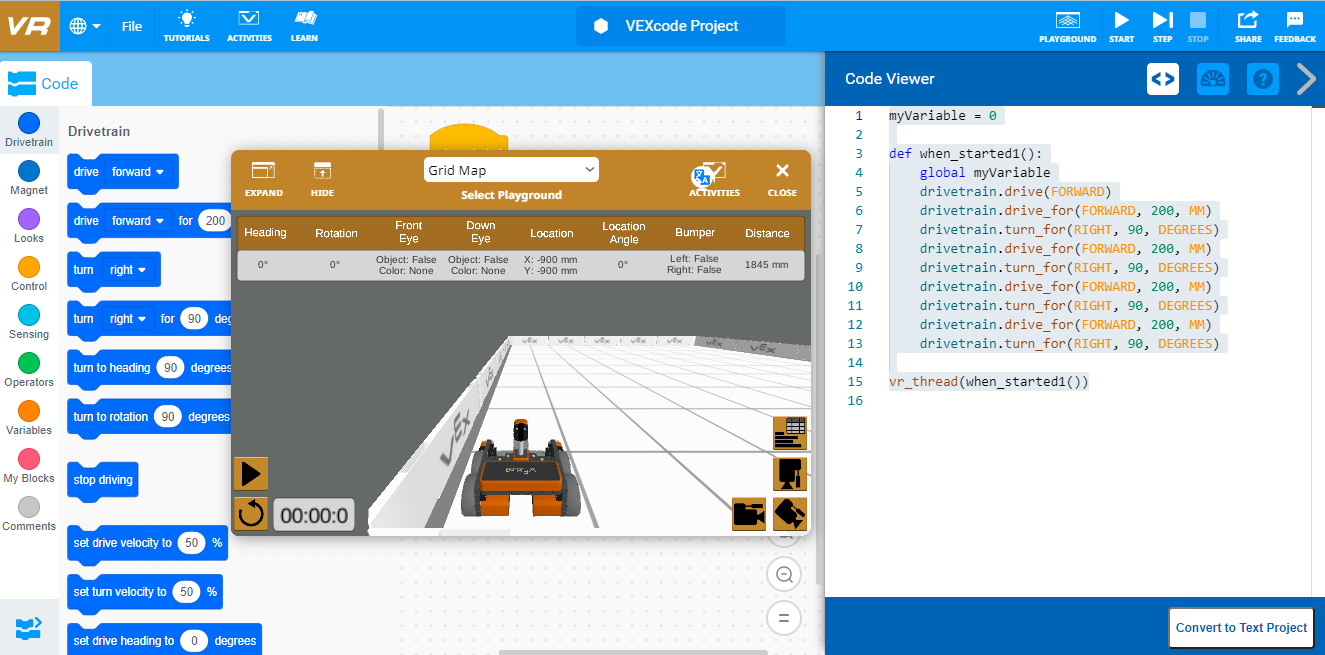 VR
File
TUTORIALS
ACTIVITIES
LEARN
VEXcode Project
PLAYGROUND
START
STEP
STOP
SHARE
FEEDBACK
Code
Drivetrain
Magnet
Looks
Control
Sensing
Operators
Variables
My Blocks
Comments
Drivetrain
drive forward
drive forward for 200
turn right
turn right for 90 deg
turn to heading 90 degrees
turn to rotation 90 degrees
stop driving
set drive velocity to 50 %
set turn velocity to 50 %
set drive heading to 0 degrees
EXPAND
HIDE
Grid Map
Select Playground
ACTIVITIES
CLOSE
Heading Rotation Front Eye Down Eye Location Location Angle Bumper Distance
0° 0° Object: False Object: False X: -900 mm 0° Left: False 1845 mm
Color: None Color: None Y: -900 mm Right: False
VEX
00:00:0
Code Viewer
1 myVariable = 0
2
3 def when_started1():
4 global myVariable
5 drivetrain.drive(FORWARD)
6 drivetrain.drive_for(FORWARD, 200, MM)
7 drivetrain.turn_for(RIGHT, 90, DEGREES)
8 drivetrain.drive_for(FORWARD, 200, MM)
9 drivetrain.turn_for(RIGHT, 90, DEGREES)
10 drivetrain.drive_for(FORWARD, 200, MM)
11 drivetrain.turn_for(RIGHT, 90, DEGREES)
12 drivetrain.drive_for(FORWARD, 200, MM)
13 drivetrain.turn_for(RIGHT, 90, DEGREES)
14
15 vr_thread(when_started1())
16
Convert to Text Project